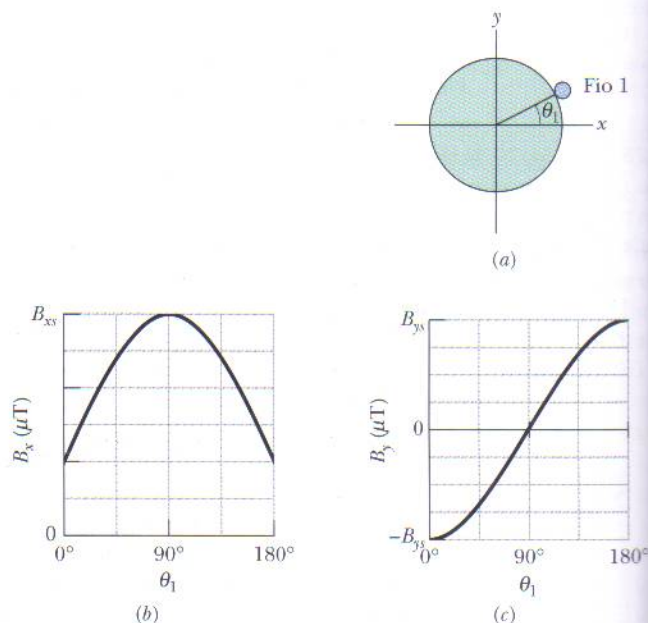 y
Fio 1
θ1
x
(a)
Bxs
Bx (μT)
0
0°
90°
180°
θ1
(b)
Bys
By (μT)
0
−Bys
0°
90°
180°
θ1
(c)